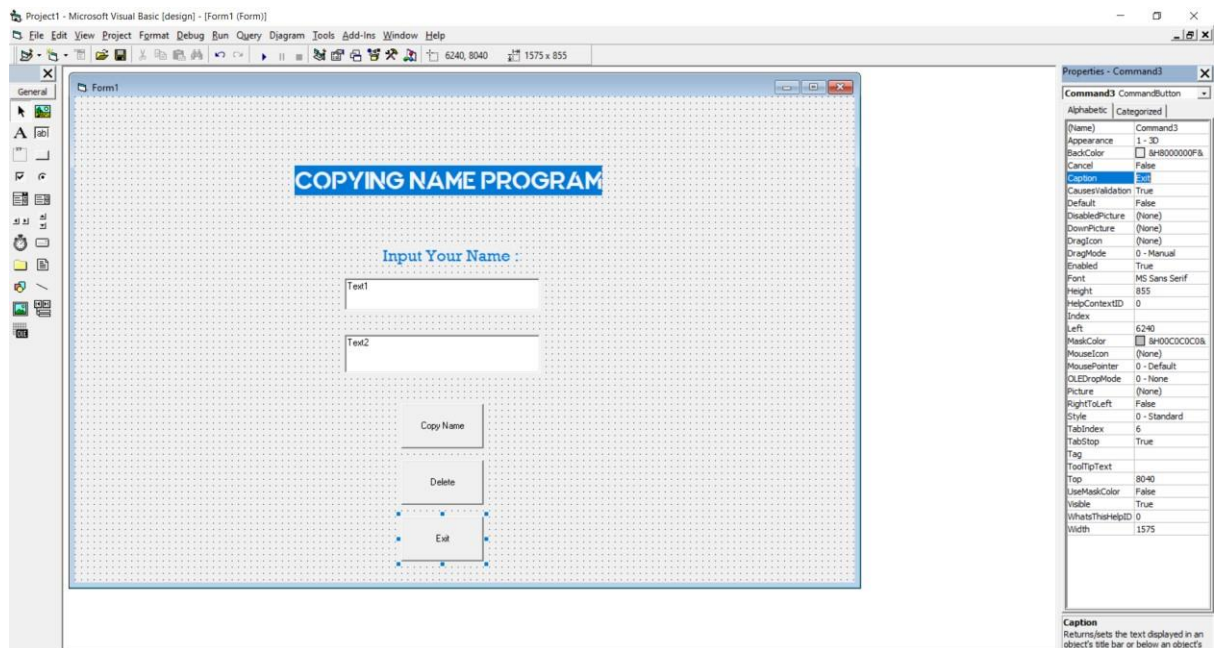 Project1 - Microsoft Visual Basic [design] - [Form1 (Form)]
File Edit View Project Format Debug Run Query Diagram Tools Add-Ins Window Help
6240, 8040 1575 x 855
General
A abl
Form1
COPYING NAME PROGRAM
Input Your Name :
Text1
Text2
Copy Name
Delete
Exit
Properties - Command3
Command3 CommandButton
Alphabetic Categorized
(Name) Command3
Appearance 1 - 3D
BackColor &H8000000F&
Cancel False
Caption Exit
CausesValidation True
Default False
DisabledPicture (None)
DownPicture (None)
DragIcon (None)
DragMode 0 - Manual
Enabled True
Font MS Sans Serif
Height 855
HelpContextID 0
Index
Left 6240
MaskColor &H00C0C0C0&
MouseIcon (None)
MousePointer 0 - Default
OLEDropMode 0 - None
Picture (None)
RightToLeft False
Style 0 - Standard
TabIndex 6
TabStop True
Tag
ToolTipText
Top 8040
UseMaskColor False
Visible True
WhatsThisHelpID 0
Width 1575
Caption
Returns/sets the text displayed in an
object's title bar or below an object's